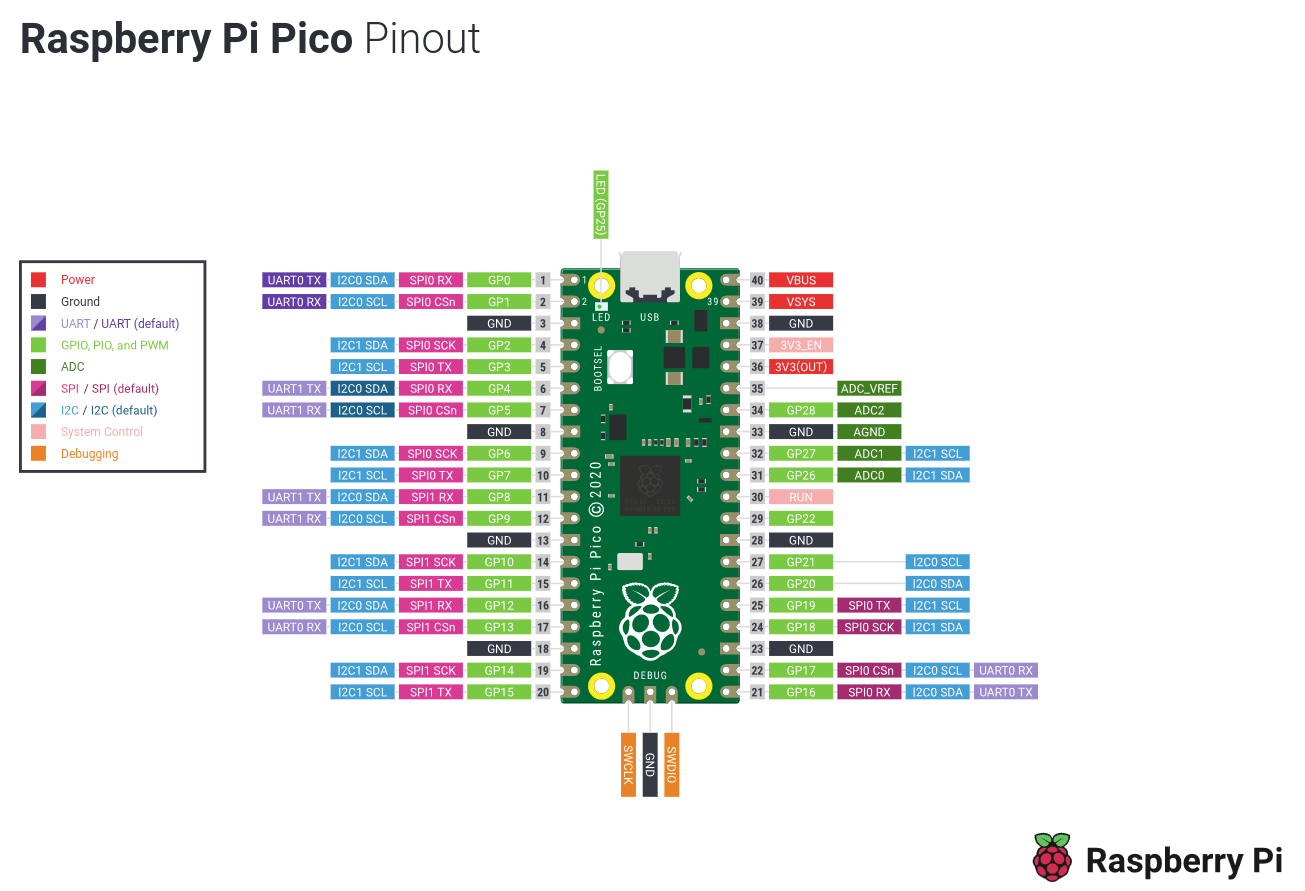 Raspberry Pi Pico Pinout
LED (GP25)
Power
Ground
UART / UART (default)
GPIO, PIO, and PWM
ADC
SPI / SPI (default)
I2C / I2C (default)
System Control
Debugging
UART0 TX I2C0 SDA SPI0 RX GP0 1
UART0 RX I2C0 SCL SPI0 CSn GP1 2
GND 3
I2C1 SDA SPI0 SCK GP2 4
I2C1 SCL SPI0 TX GP3 5
UART1 TX I2C0 SDA SPI0 RX GP4 6
UART1 RX I2C0 SCL SPI0 CSn GP5 7
GND 8
I2C1 SDA SPI0 SCK GP6 9
I2C1 SCL SPI0 TX GP7 10
UART1 TX I2C0 SDA SPI1 RX GP8 11
UART1 RX I2C0 SCL SPI1 CSn GP9 12
GND 13
I2C1 SDA SPI1 SCK GP10 14
I2C1 SCL SPI1 TX GP11 15
UART0 TX I2C0 SDA SPI1 RX GP12 16
UART0 RX I2C0 SCL SPI1 CSn GP13 17
GND 18
I2C1 SDA SPI1 SCK GP14 19
I2C1 SCL SPI1 TX GP15 20
1
2
39
LED
USB
BOOTSEL
Raspberry Pi Pico ©2020
DEBUG
40 VBUS
39 VSYS
38 GND
37 3V3_EN
36 3V3(OUT)
35 ADC_VREF
34 GP28 ADC2
33 GND AGND
32 GP27 ADC1 I2C1 SCL
31 GP26 ADC0 I2C1 SDA
30 RUN
29 GP22
28 GND
27 GP21 I2C0 SCL
26 GP20 I2C0 SDA
25 GP19 SPI0 TX I2C1 SCL
24 GP18 SPI0 SCK I2C1 SDA
23 GND
22 GP17 SPI0 CSn I2C0 SCL UART0 RX
21 GP16 SPI0 RX I2C0 SDA UART0 TX
SWCLK
GND
SWDIO
Raspberry Pi